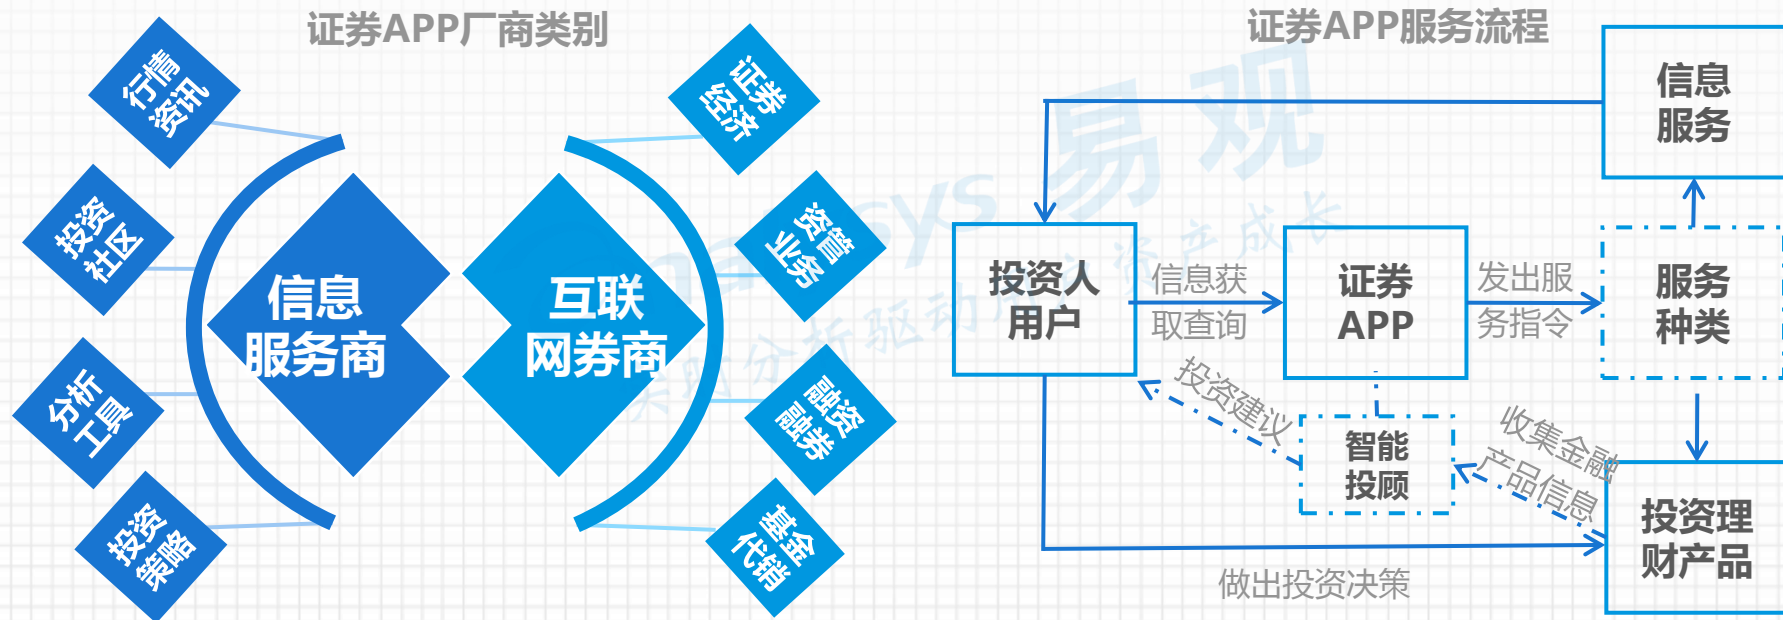 证券APP厂商类别
行情
资讯
投资
社区
分析
工具
投资
策略
信息
服务商
互联
网券商
证券
经济
资管
业务
融资
融券
基金
代销
证券APP服务流程
信息
服务
投资人
用户
信息获
取查询
证券
APP
发出服
务指令
服务
种类
投资建议
智能
投顾
收集金融
产品信息
投资理
财产品
做出投资决策
易观